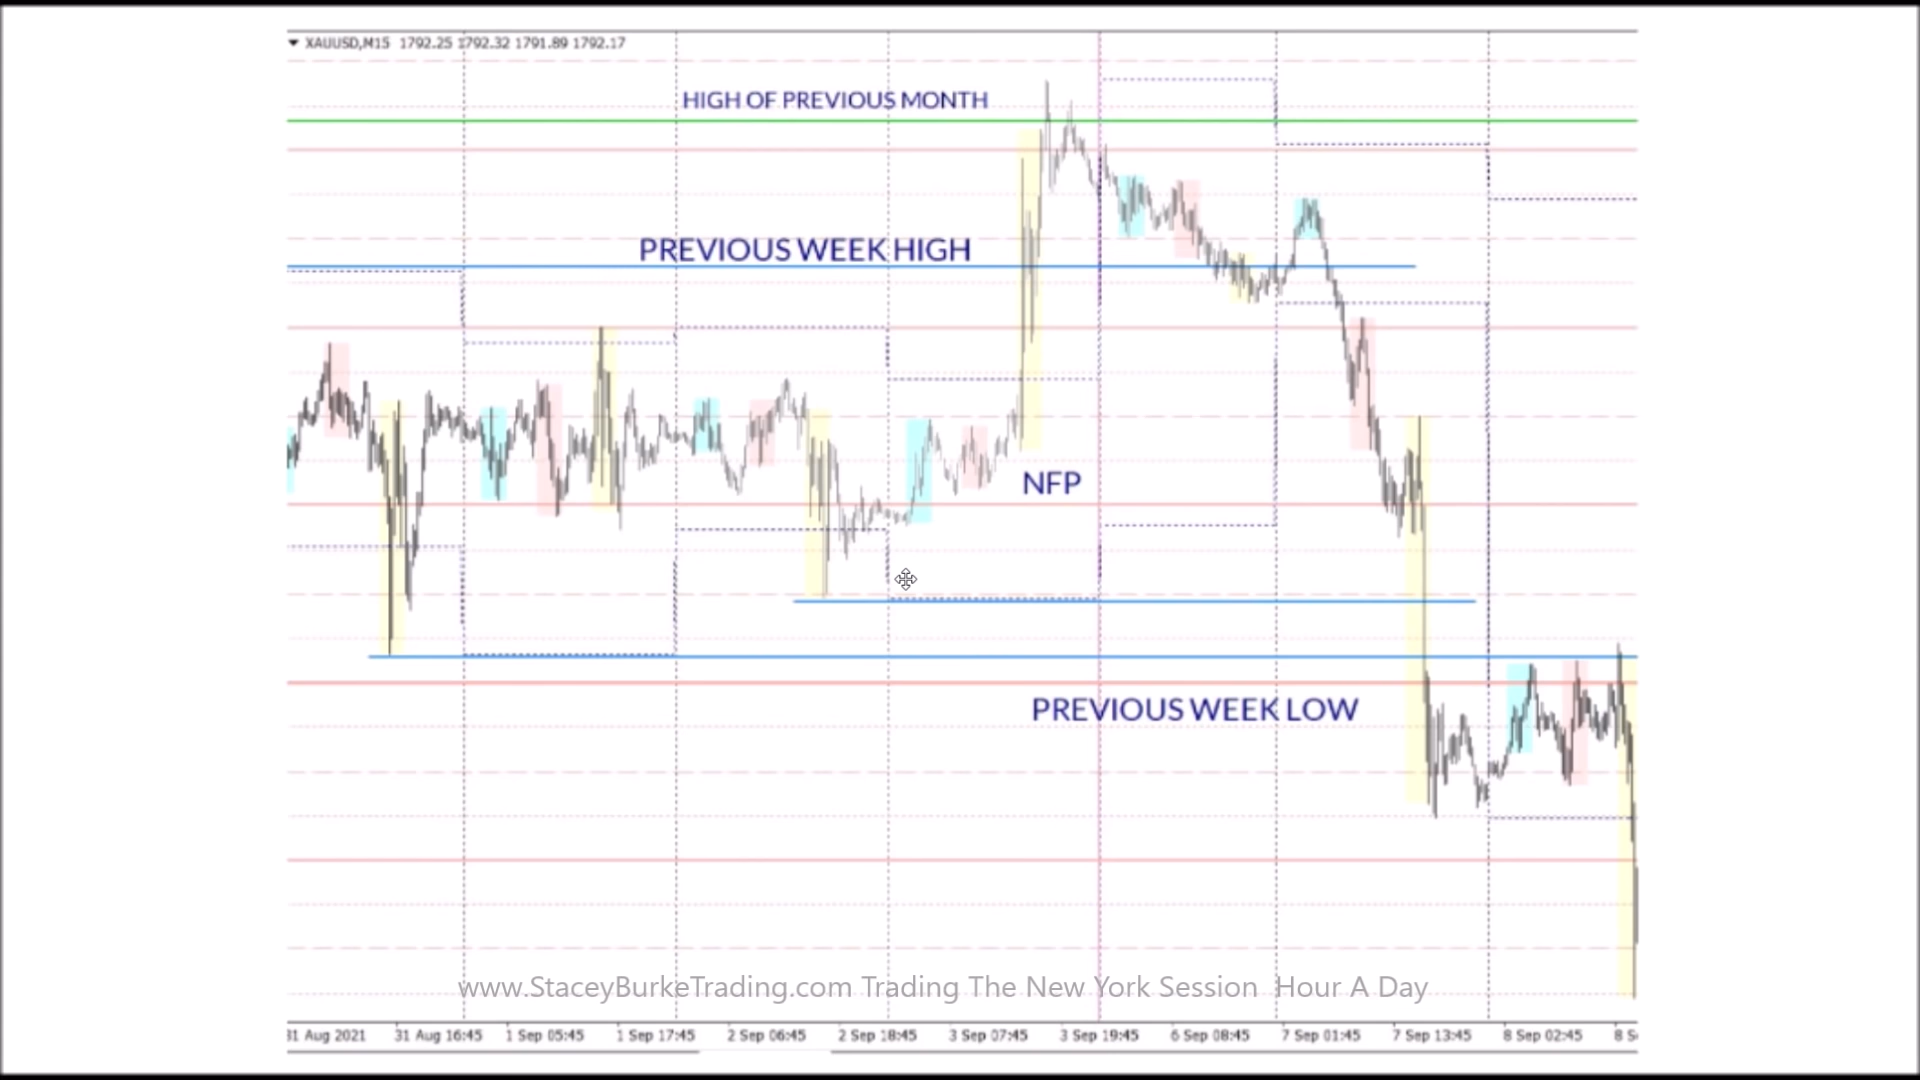 XAUUSD,M15 1792.25 1792.32 1791.89 1792.17
HIGH OF PREVIOUS MONTH
PREVIOUS WEEK HIGH
NFP
PREVIOUS WEEK LOW
www.StaceyBurkeTrading.com Trading The New York Session Hour A Day
31 Aug 2021 31 Aug 16:45 1 Sep 05:45 1 Sep 17:45 2 Sep 06:45 2 Sep 18:45 3 Sep 07:45 3 Sep 19:45 6 Sep 08:45 7 Sep 01:45 7 Sep 13:45 8 Sep 02:45 8 S